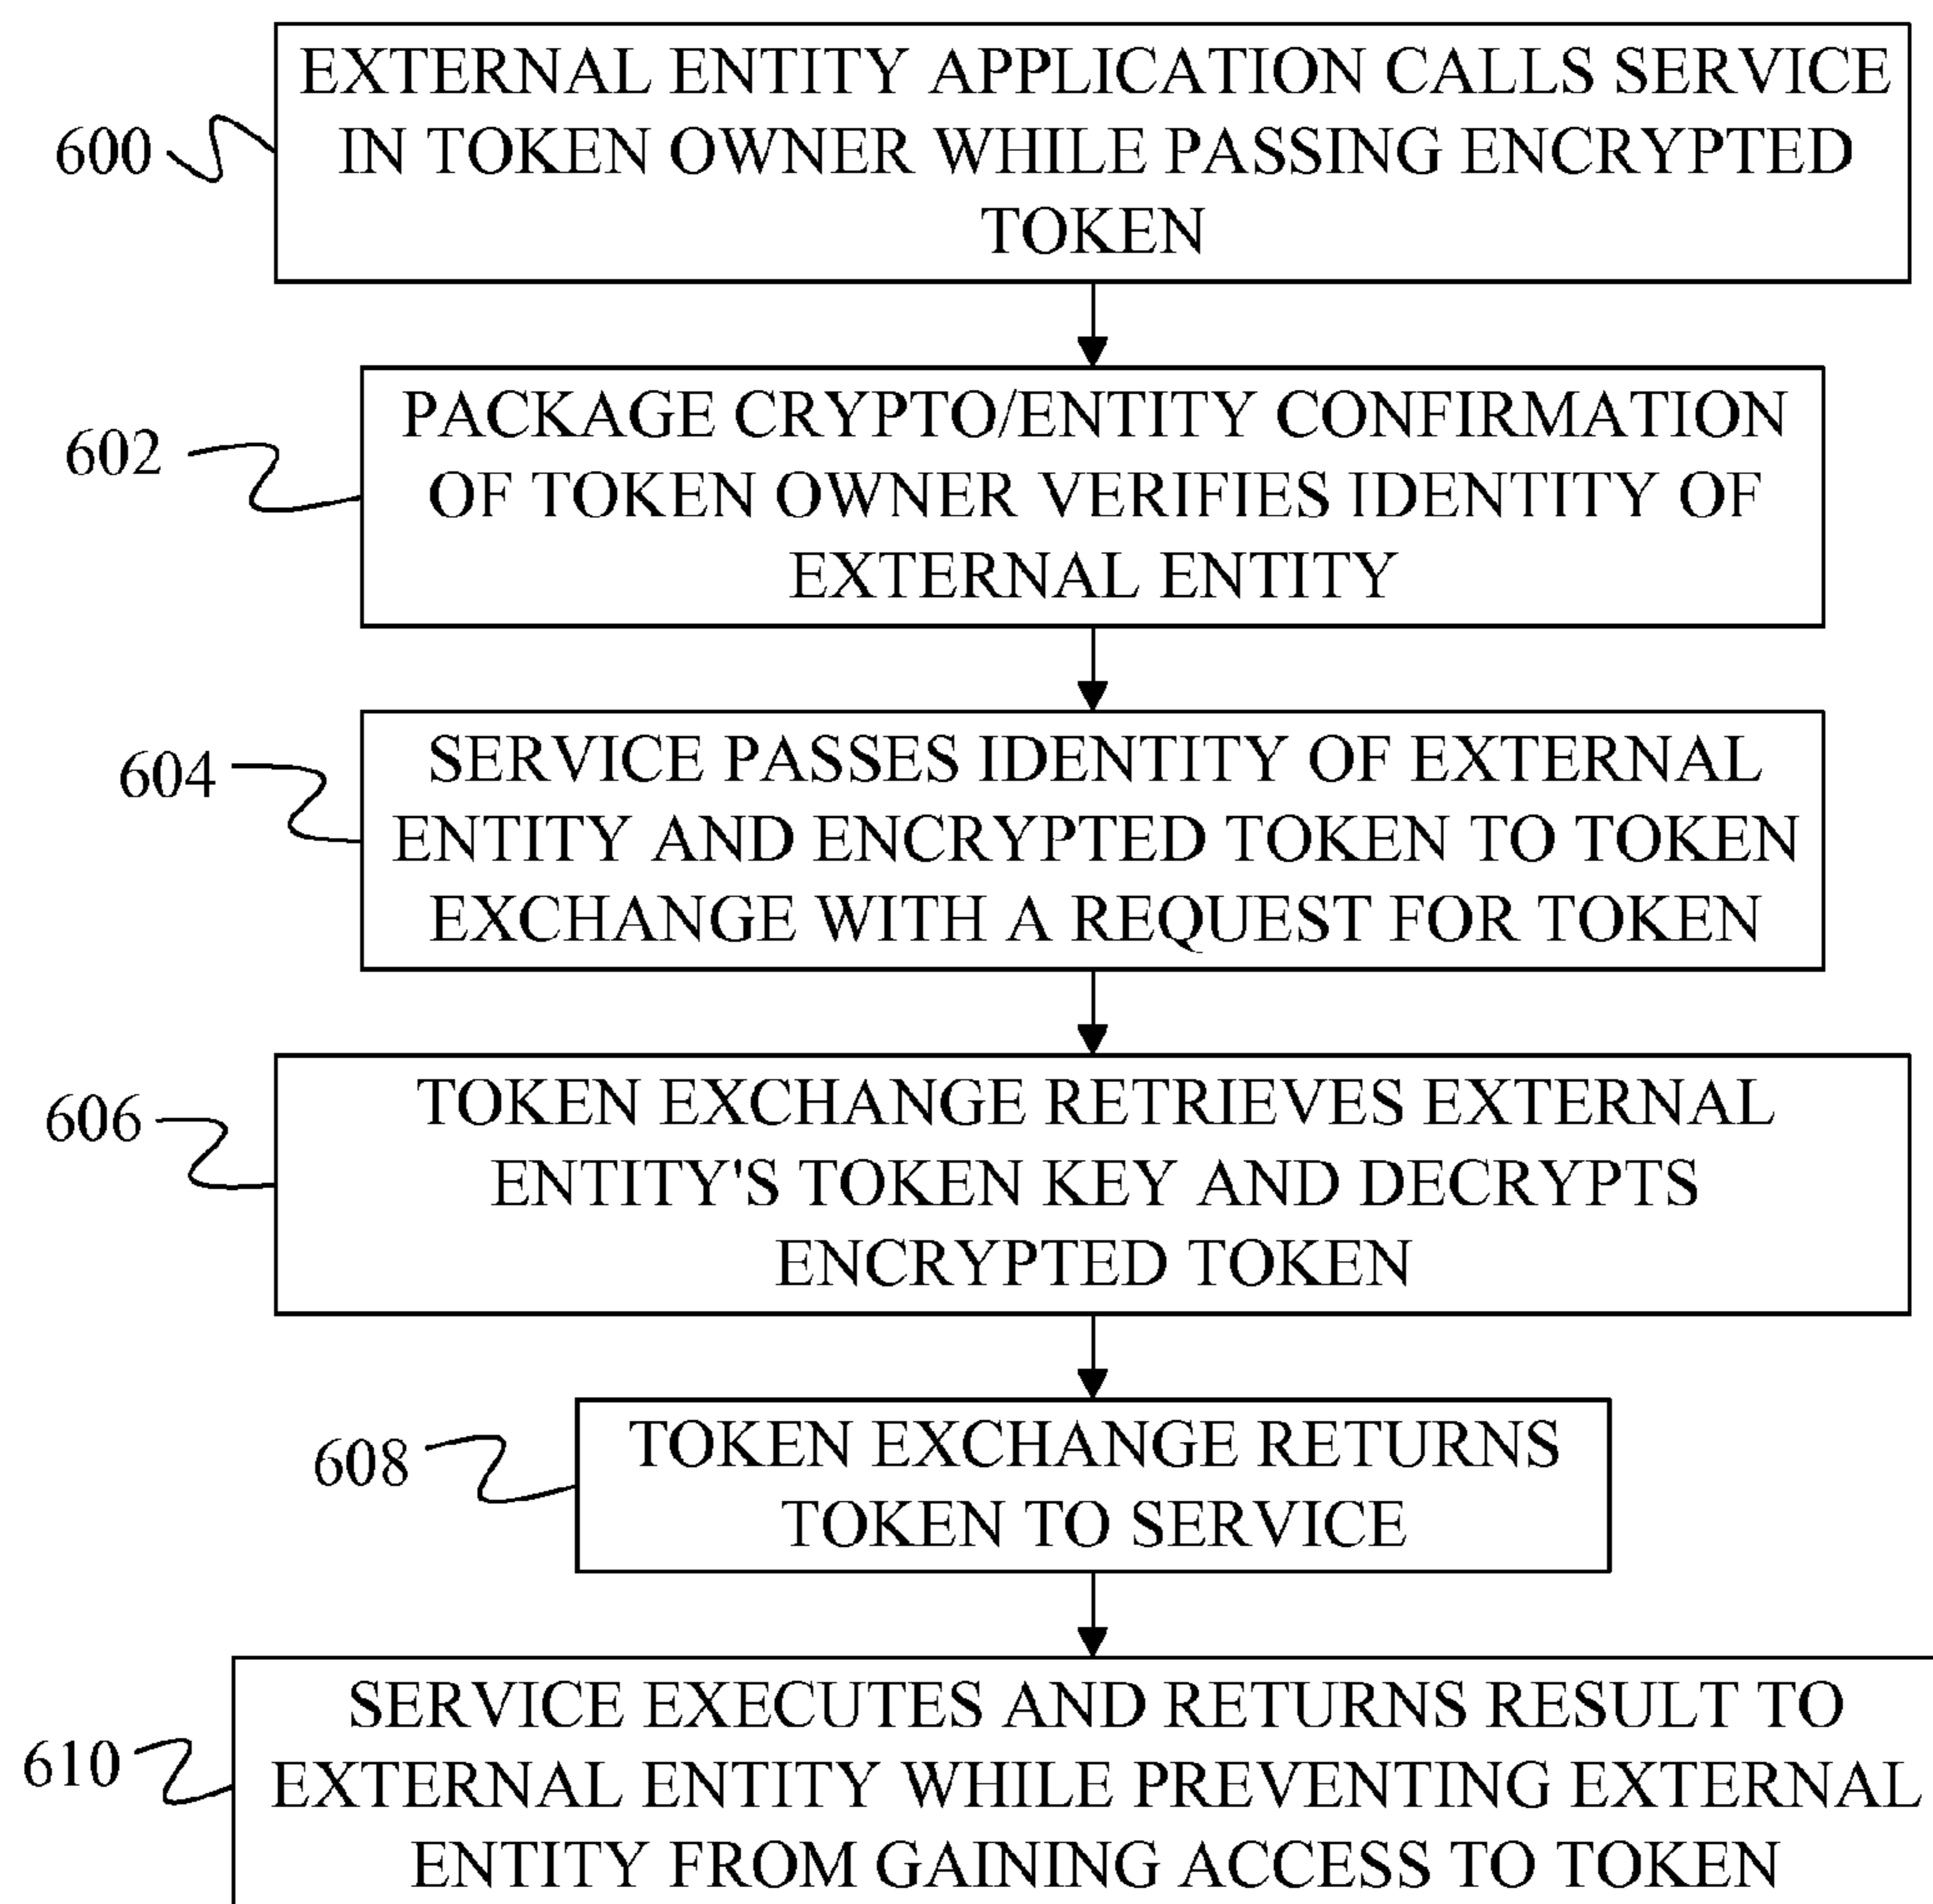 600
EXTERNAL ENTITY APPLICATION CALLS SERVICE
IN TOKEN OWNER WHILE PASSING ENCRYPTED
TOKEN
602
PACKAGE CRYPTO/ENTITY CONFIRMATION
OF TOKEN OWNER VERIFIES IDENTITY OF
EXTERNAL ENTITY
604
SERVICE PASSES IDENTITY OF EXTERNAL
ENTITY AND ENCRYPTED TOKEN TO TOKEN
EXCHANGE WITH A REQUEST FOR TOKEN
606
TOKEN EXCHANGE RETRIEVES EXTERNAL
ENTITY'S TOKEN KEY AND DECRYPTS
ENCRYPTED TOKEN
608
TOKEN EXCHANGE RETURNS
TOKEN TO SERVICE
610
SERVICE EXECUTES AND RETURNS RESULT TO
EXTERNAL ENTITY WHILE PREVENTING EXTERNAL
ENTITY FROM GAINING ACCESS TO TOKEN